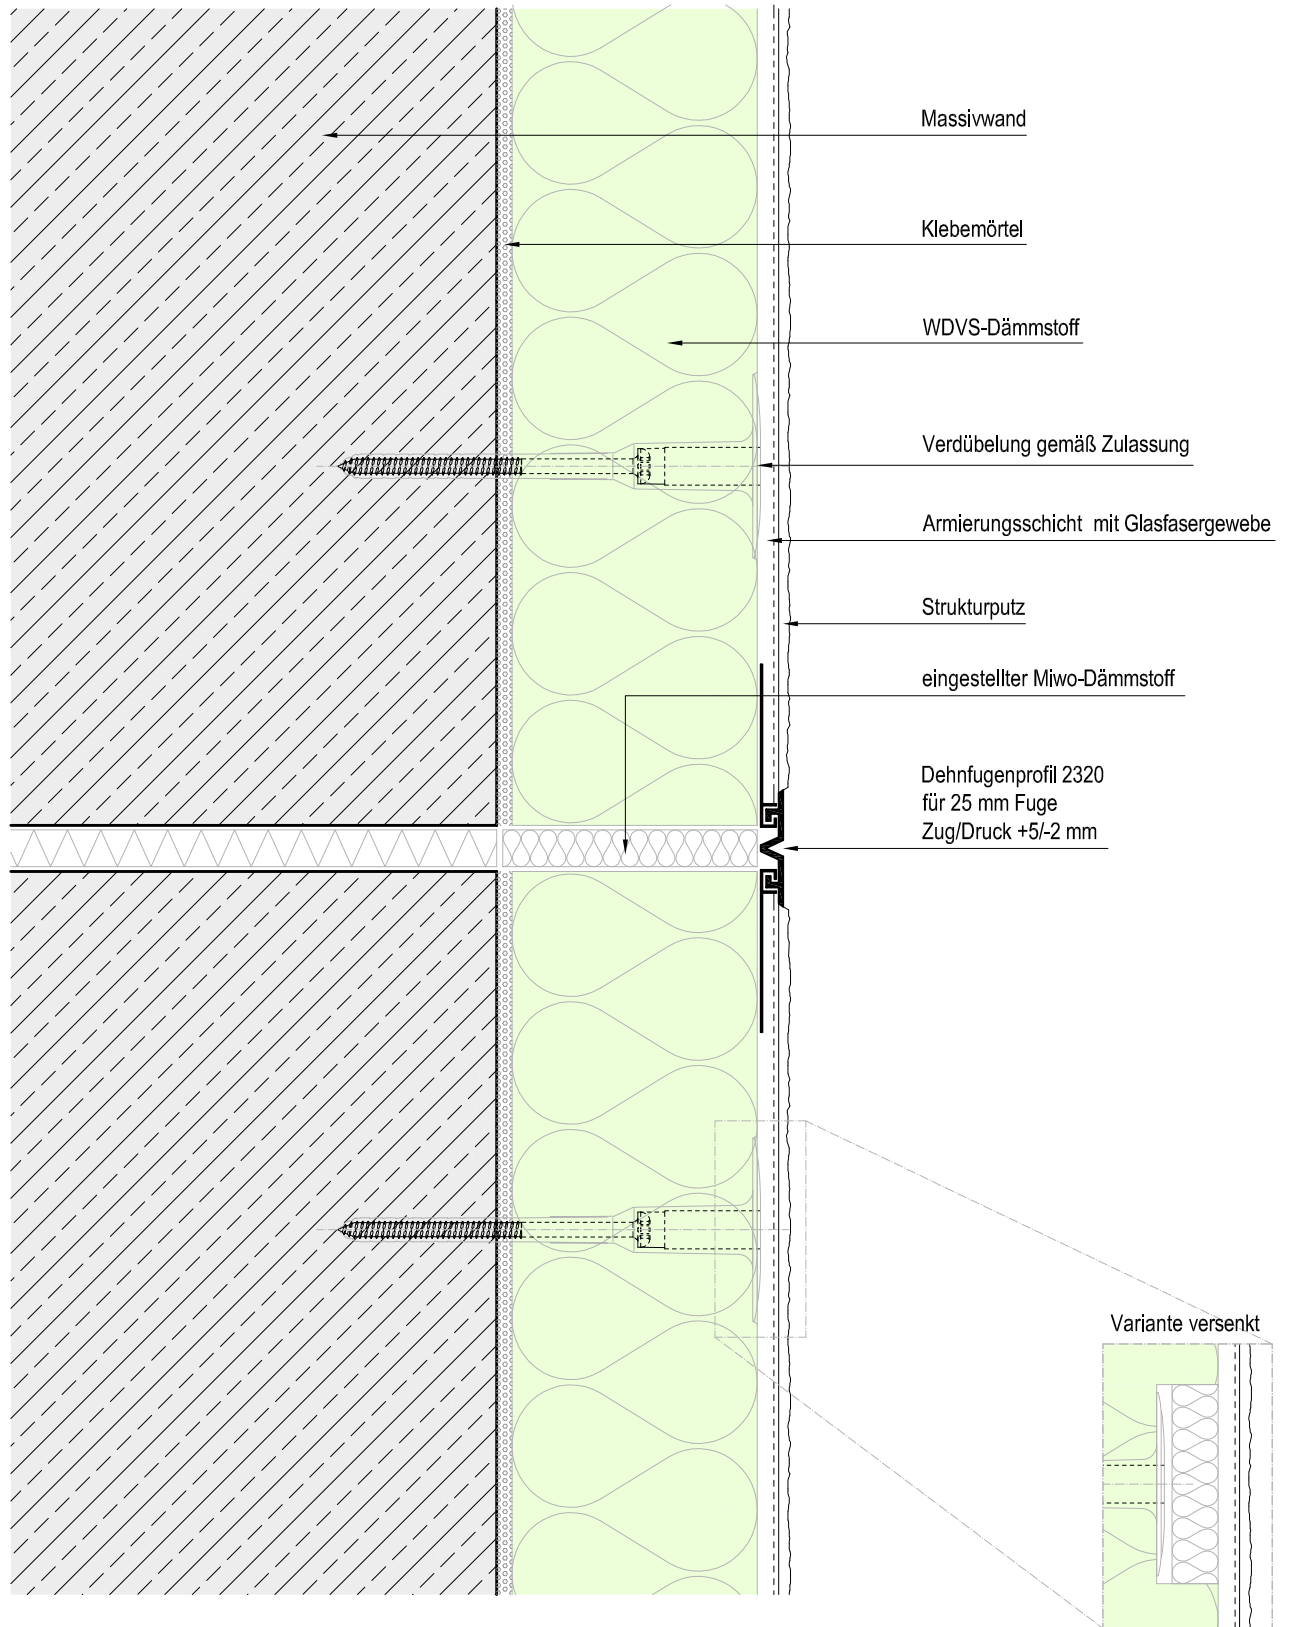 Massivwand
Klebemörtel
WDVS-Dämmstoff
Verdübelung gemäß Zulassung
Armierungsschicht mit Glasfasergewebe
Strukturputz
eingestellter Miwo-Dämmstoff
Dehnfugenprofil 2320
für 25 mm Fuge
Zug/Druck +5/-2 mm
Variante versenkt